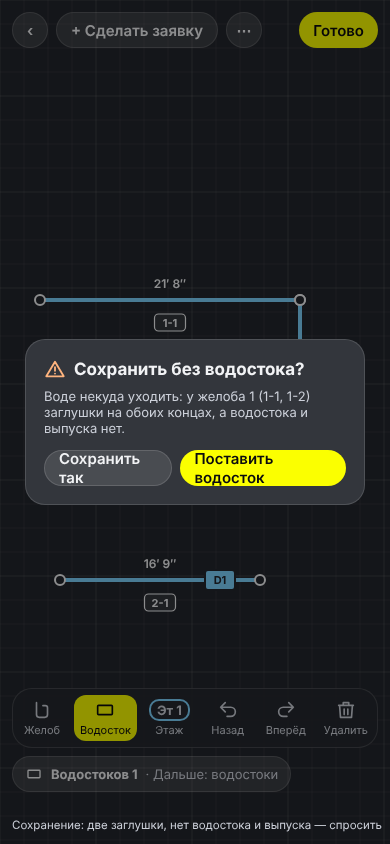 ‹
+ Сделать заявку
···
Готово
21′ 8″
1-1
Сохранить без водостока?
Воде некуда уходить: у желоба 1 (1-1, 1-2)
заглушки на обоих концах, а водостока и
выпуска нет.
Сохранить
так
Поставить
водосток
16′ 9″
D1
2-1
Эт 1
Желоб
Водосток
Этаж
Назад
Вперёд
Удалить
Водостоков 1 · Дальше: водостоки
Сохранение: две заглушки, нет водостока и выпуска — спросить